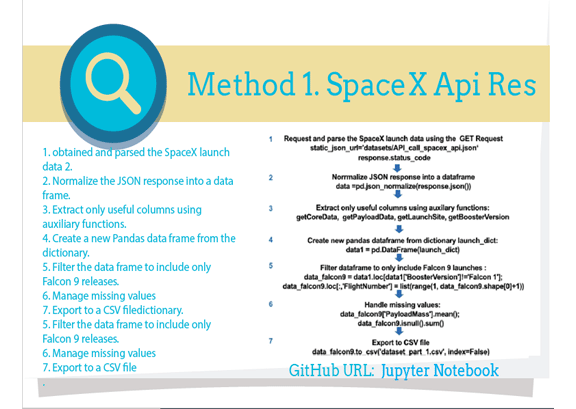 Method 1. SpaceX Api Res
1. obtained and parsed the SpaceX launch
data 2.
2. Normalize the JSON response into a data
frame.
3. Extract only useful columns using
auxiliary functions.
4. Create a new Pandas data frame from the
dictionary.
5. Filter the data frame to include only
Falcon 9 releases.
6. Manage missing values
7. Export to a CSV filedictionary.
5. Filter the data frame to include only
Falcon 9 releases.
6. Manage missing values
7. Export to a CSV file
.
1 Request and parse the SpaceX launch data using the GET Request
static_json_url='datasets/API_call_spacex_api.json'
response.status_code
2 Norrmalize JSON response into a dataframe
data =pd.json_normalize(response.json())
3 Extract only useful columns using auxilary functions:
getCoreData, getPayloadData, getLaunchSite, getBoosterVersion
4 Create new pandas dataframe from dictionary launch_dict:
data1 = pd.DataFrame(launch_dict)
5 Filter dataframe to only include Falcon 9 launches :
data_falcon9 = data1.loc[data1['BoosterVersion']!='Falcon 1'];
data_falcon9.loc[:,'FlightNumber'] = list(range(1, data_falcon9.shape[0]+1))
6 Handle missing values:
data_falcon9['PayloadMass'].mean();
data_falcon9.isnull().sum()
7 Export to CSV file
data_falcon9.to_csv('dataset_part_1.csv', index=False)
GitHub URL: Jupyter Notebook